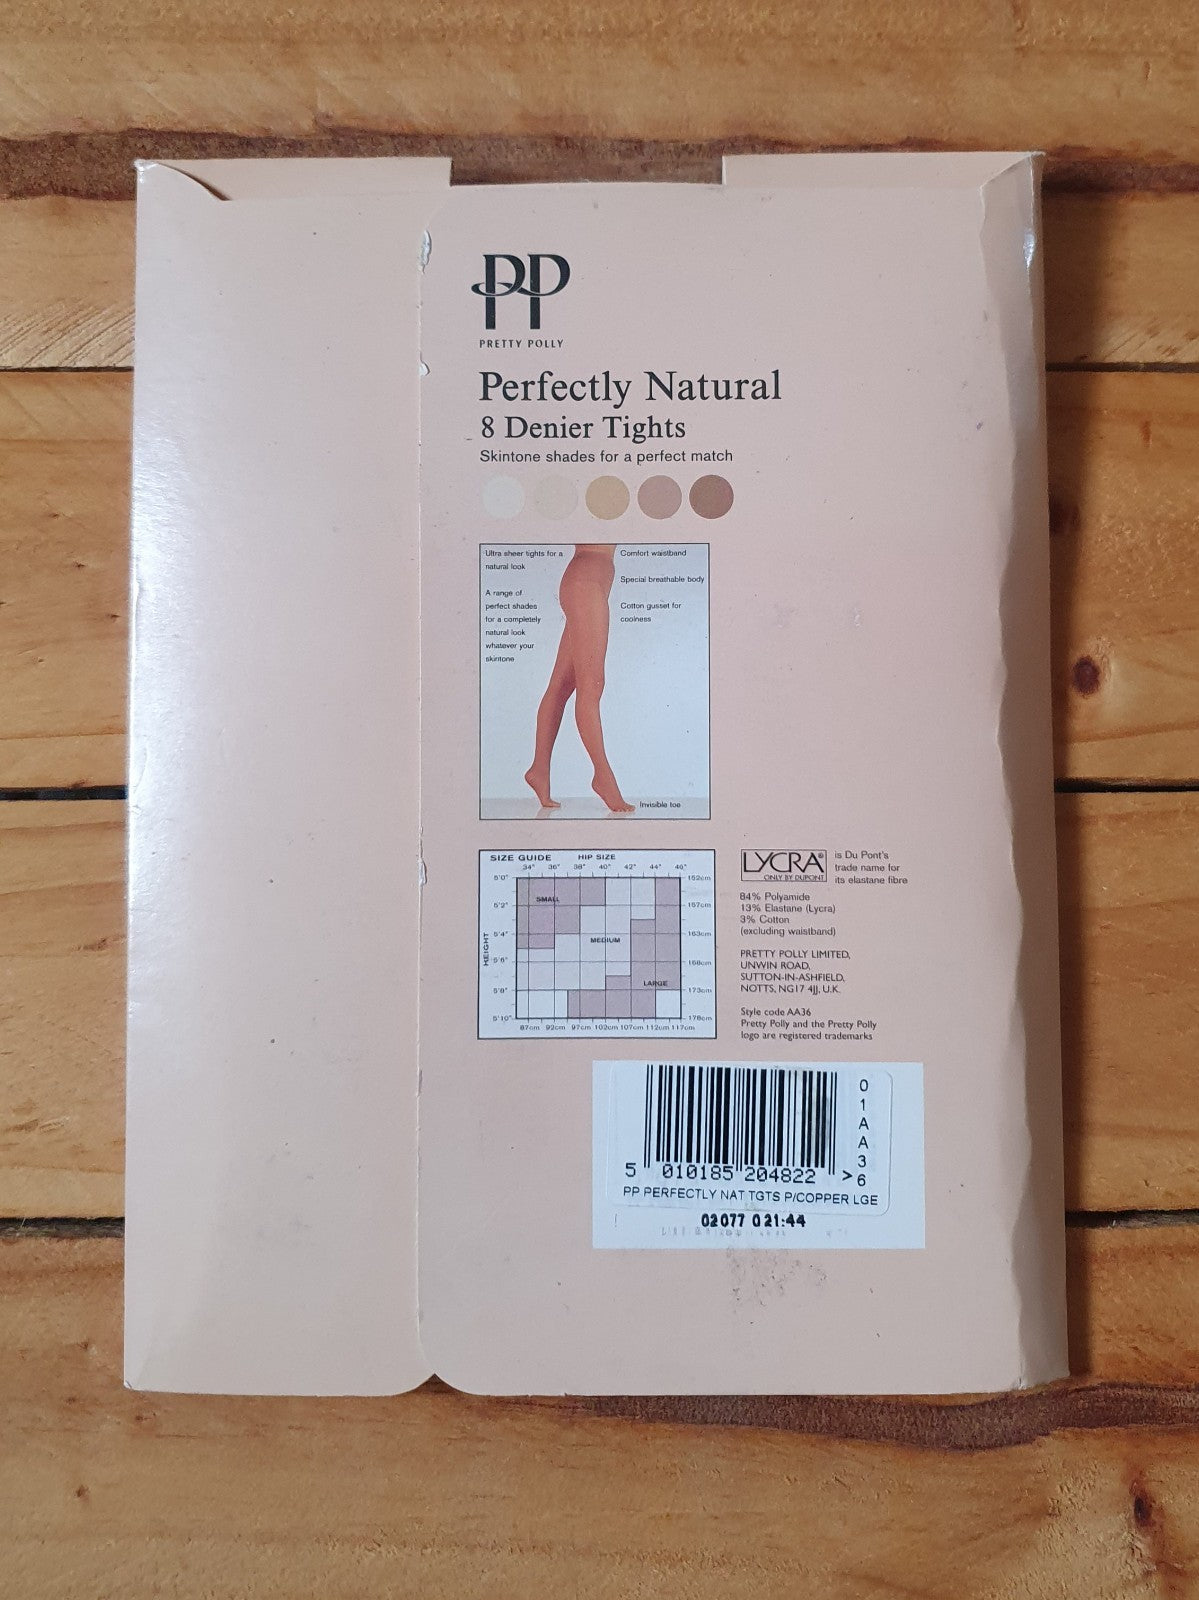 PP
PRETTY POLLY
Perfectly Natural
8 Denier Tights
Skintone shades for a perfect match
Ultra sheer tights for a
natural look
A range of
perfect shades
for a completely
natural look
whatever your
skintone
Comfort waistband
Special breathable body
Cotton gusset for
coolness
Invisible toe
SIZE GUIDE HIP SIZE
34" 36" 38" 40" 42" 44" 46"
HEIGHT
5'0" 152cm
SMALL
5'2" 157cm
5'4" 163cm
MEDIUM
5'6" 168cm
LARGE
5'8" 173cm
5'10" 178cm
87cm 92cm 97cm 102cm 107cm 112cm 117cm
LYCRA®
ONLY BY DUPONT
is Du Pont's
trade name for
its elastane fibre
84% Polyamide
13% Elastane (Lycra)
3% Cotton
(excluding waistband)
PRETTY POLLY LIMITED,
UNWIN ROAD,
SUTTON-IN-ASHFIELD,
NOTTS, NG17 4JJ, U.K.
Style code AA36
Pretty Polly and the Pretty Polly
logo are registered trademarks
01AA36
5 010185 204822 >
PP PERFECTLY NAT TGTS P/COPPER LGE
02077 021:44